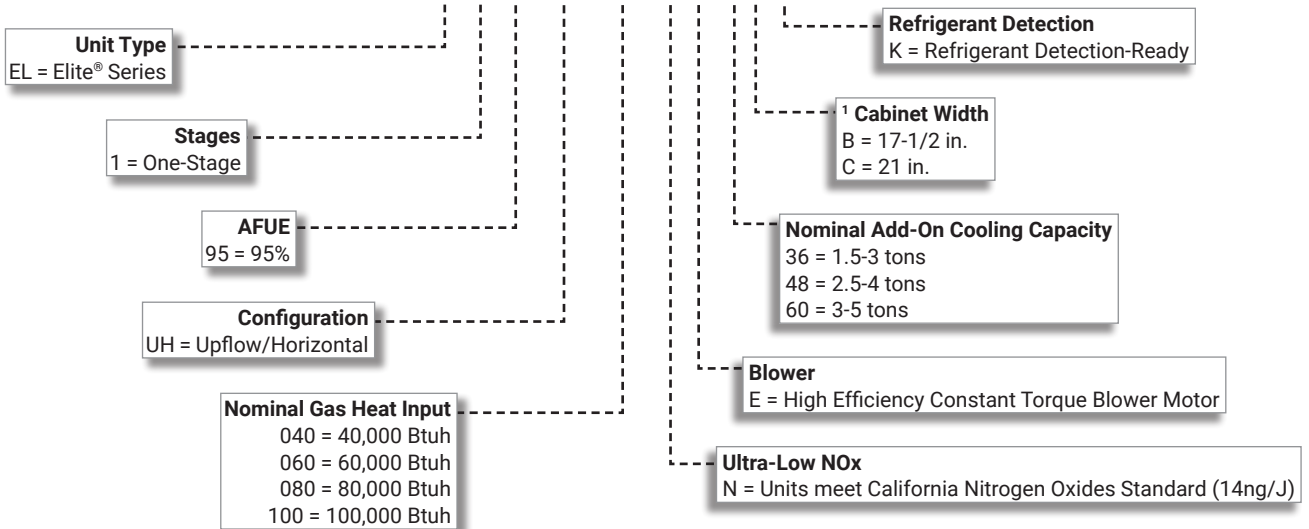 Unit Type
EL = Elite® Series
Stages
1 = One-Stage
AFUE
95 = 95%
Configuration
UH = Upflow/Horizontal
Nominal Gas Heat Input
040 = 40,000 Btuh
060 = 60,000 Btuh
080 = 80,000 Btuh
100 = 100,000 Btuh
Refrigerant Detection
K = Refrigerant Detection-Ready
¹ Cabinet Width
B = 17-1/2 in.
C = 21 in.
Nominal Add-On Cooling Capacity
36 = 1.5-3 tons
48 = 2.5-4 tons
60 = 3-5 tons
Blower
E = High Efficiency Constant Torque Blower Motor
Ultra-Low NOx
N = Units meet California Nitrogen Oxides Standard (14ng/J)